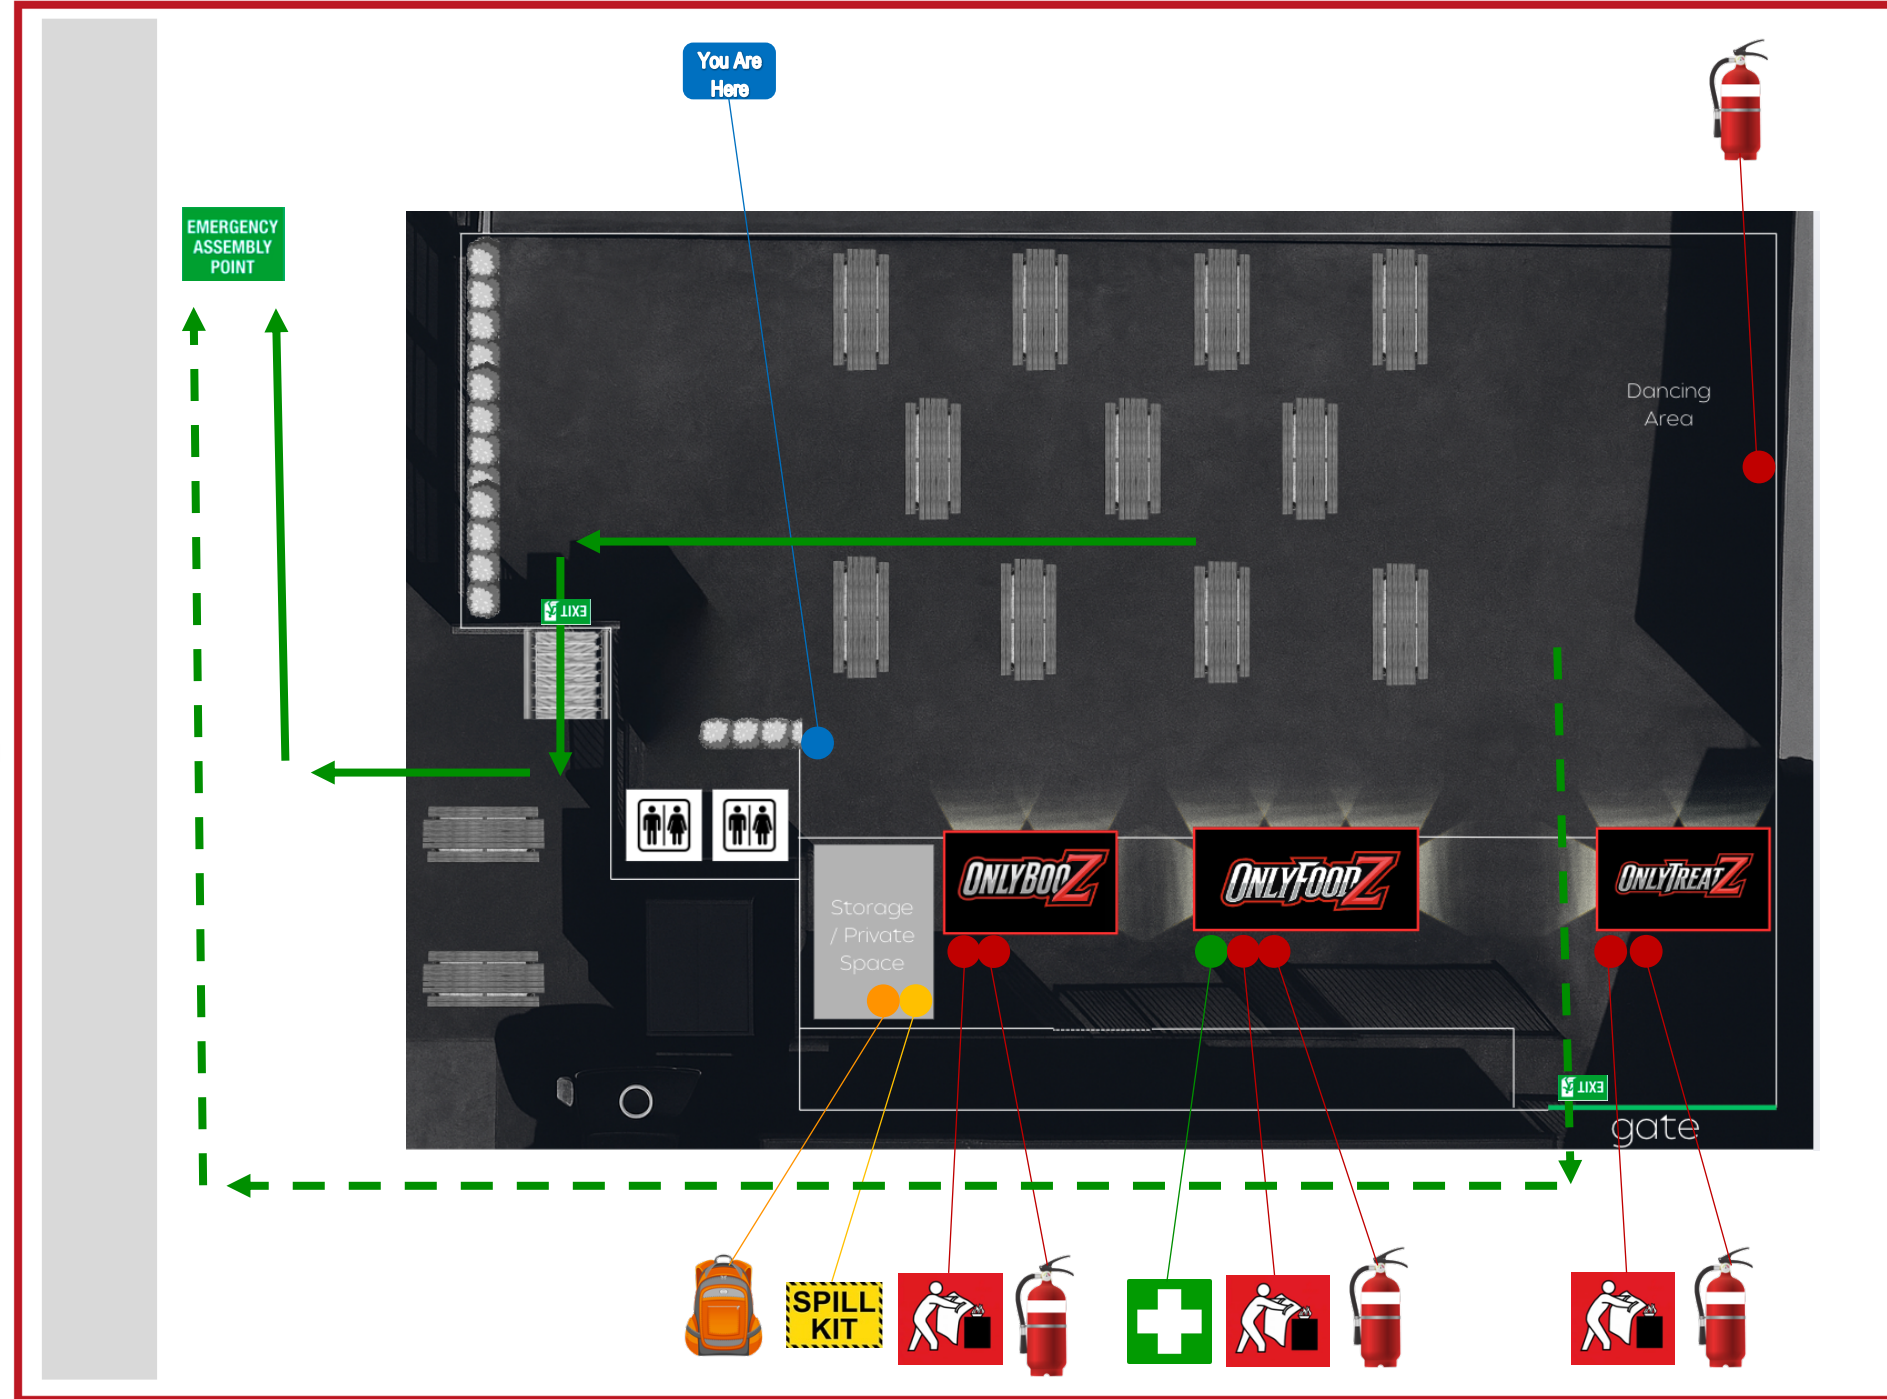 You Are
Here
EMERGENCY
ASSEMBLY
POINT
Dancing
Area
EXIT
ONLYBOOZ
ONLYFOODZ
ONLYTREATZ
Storage
/ Private
Space
EXIT
gate
SPILL
KIT